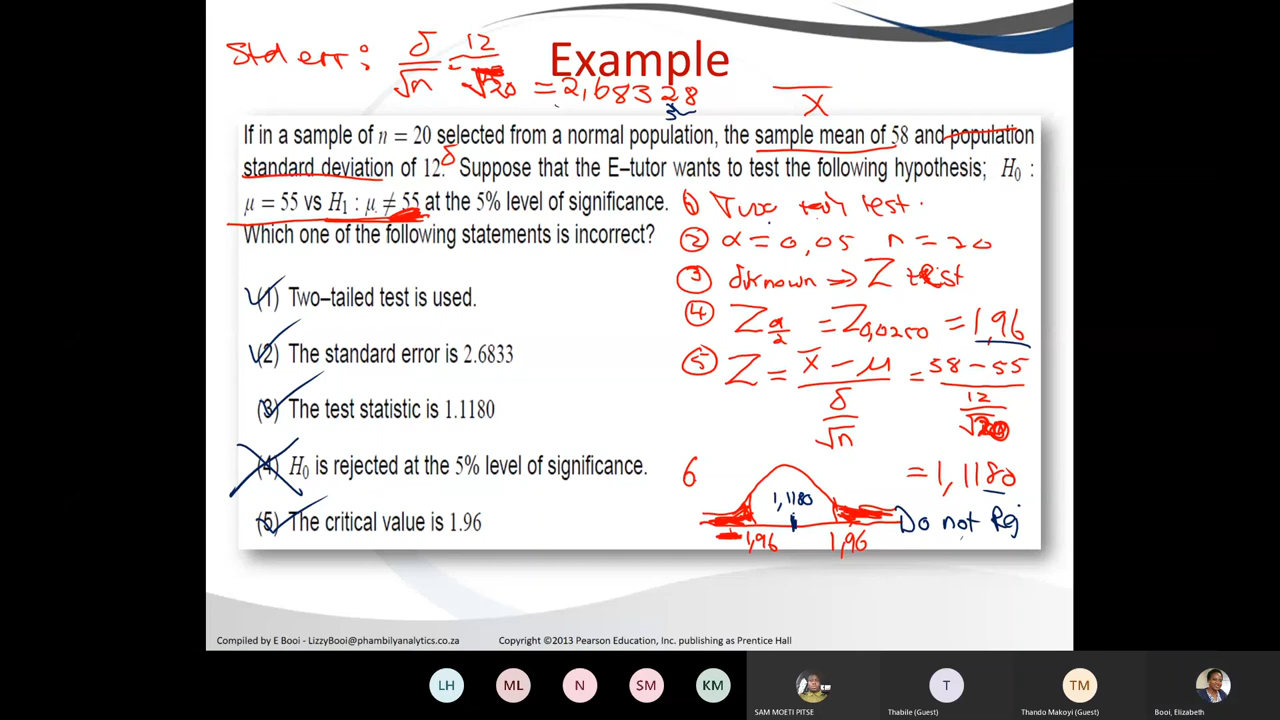 Std err: δ/√n = 12/√20 = 2,68328
3
Example
X̄
If in a sample of n = 20 selected from a normal population, the sample mean of 58 and population
standard deviation of 12. δ Suppose that the E–tutor wants to test the following hypothesis; H₀ :
μ = 55 vs H₁ : μ ≠ 55 at the 5% level of significance.
Which one of the following statements is incorrect?
(1) Two–tailed test is used.
(2) The standard error is 2.6833
(3) The test statistic is 1.1180
(4) H₀ is rejected at the 5% level of significance.
(5) The critical value is 1.96
① Two test.
② α = 0,05 n = 20
③ δ known ⇒ Z test
④ Z α/2 = Z0,0250 = 1,96
⑤ Z = x̄ – μ / δ/√n = 58 – 55 / 12/√20
= 1,1180
6
1,1180
-1,96 1,96
Do not Rej
Compiled by E Booi - LizzyBooi@phambilyanalytics.co.za
Copyright ©2013 Pearson Education, Inc. publishing as Prentice Hall
LH ML N SM KM T TM
SAM MOETI PITSE Thabile (Guest) Thando Makoyi (Guest) Booi, Elizabeth